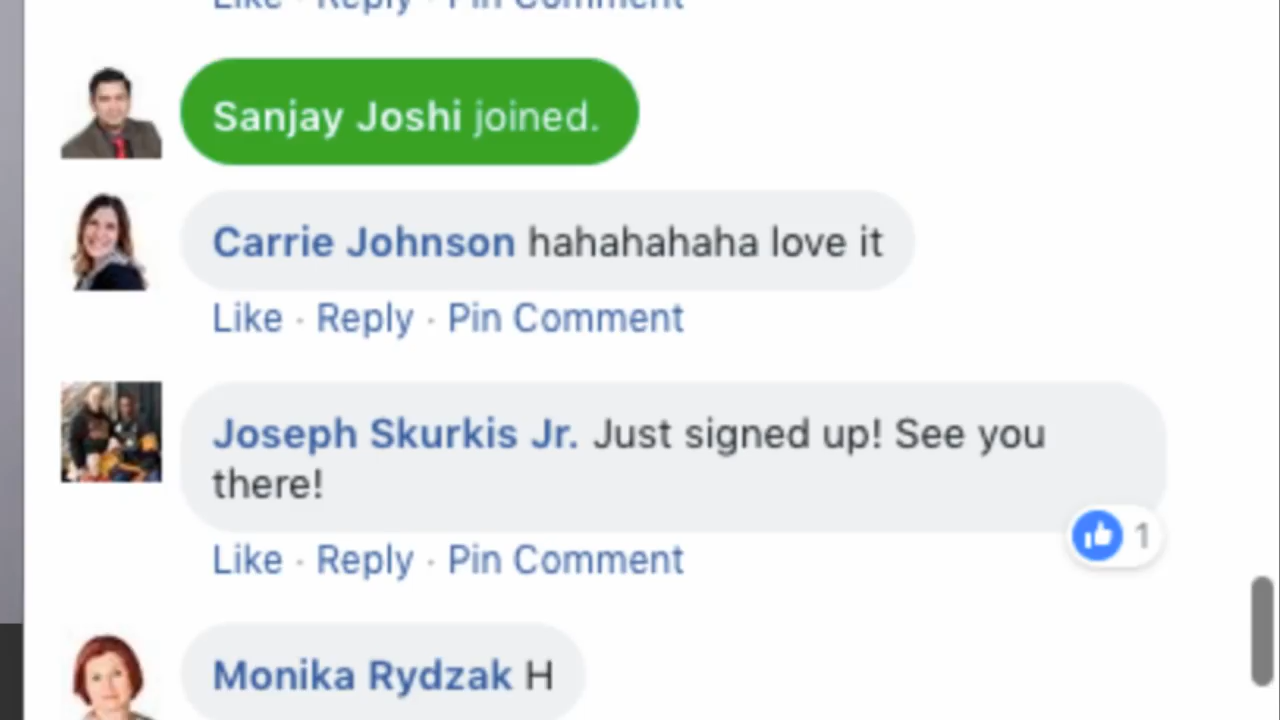 Like · Reply · Pin Comment
Sanjay Joshi joined.
Carrie Johnson hahahahaha love it
Like · Reply · Pin Comment
Joseph Skurkis Jr. Just signed up! See you
there!
1
Like · Reply · Pin Comment
Monika Rydzak H